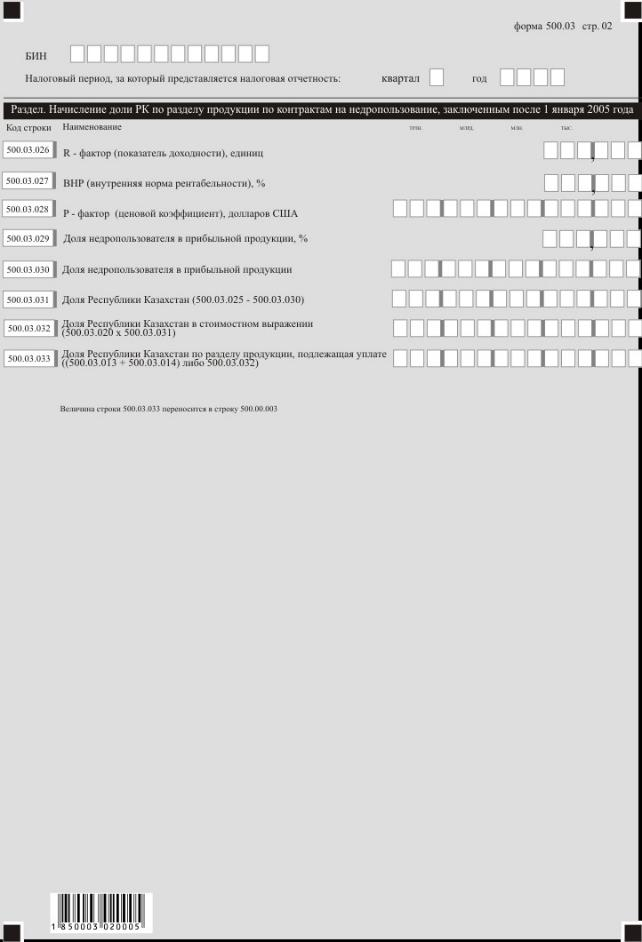 форма 500.03 стр. 02
БИН
Налоговый период, за который представляется налоговая отчетность: квартал год
Раздел. Начисление доли РК по разделу продукции по контрактам на недропользование, заключенным после 1 января 2005 года
Код строки Наименование трлн. млрд. млн. тыс.
500.03.026 R - фактор (показатель доходности), единиц
500.03.027 ВНР (внутренняя норма рентабельности), %
500.03.028 Р - фактор (ценовой коэффициент), долларов США
500.03.029 Доля недропользователя в прибыльной продукции, %
500.03.030 Доля недропользователя в прибыльной продукции
500.03.031 Доля Республики Казахстан (500.03.025 - 500.03.030)
500.03.032 Доля Республики Казахстан в стоимостном выражении
(500.03.020 х 500.03.031)
500.03.033 Доля Республики Казахстан по разделу продукции, подлежащая уплате
((500.03.013 + 500.03.014) либо 500.03.032)
Величина строки 500.03.033 переносится в строку 500.00.003
1 850003 020005